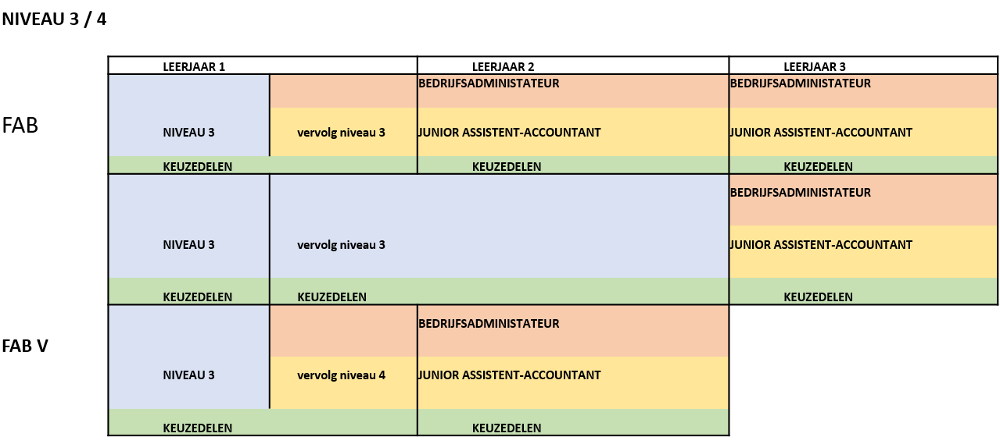 NIVEAU 3 / 4
LEERJAAR 1 LEERJAAR 2 LEERJAAR 3
BEDRIJFSADMINISTATEUR BEDRIJFSADMINISTATEUR
FAB NIVEAU 3 vervolg niveau 3 JUNIOR ASSISTENT-ACCOUNTANT JUNIOR ASSISTENT-ACCOUNTANT
KEUZEDELEN KEUZEDELEN KEUZEDELEN
BEDRIJFSADMINISTATEUR
NIVEAU 3 vervolg niveau 3 JUNIOR ASSISTENT-ACCOUNTANT
KEUZEDELEN KEUZEDELEN KEUZEDELEN
BEDRIJFSADMINISTATEUR
FAB V
NIVEAU 3 vervolg niveau 4 JUNIOR ASSISTENT-ACCOUNTANT
KEUZEDELEN KEUZEDELEN